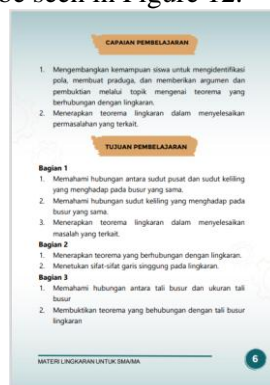 be seen in Figure 12.
CAPAIAN PEMBELAJARAN
1. Mengembangkan kemampuan siswa untuk mengidentifikasi
pola, membuat praduga, dan memberikan argumen dan
pembuktian melalui topik mengenai teorema yang
berhubungan dengan lingkaran.
2. Menerapkan teorema lingkaran dalam menyelesaikan
permasalahan yang terkait.
TUJUAN PEMBELAJARAN
Bagian 1
1. Memahami hubungan antara sudut pusat dan sudut keliling
yang menghadap pada busur yang sama.
2. Memahami hubungan sudut keliling yang menghadap pada
busur yang sama.
3. Menerapkan teorema lingkaran dalam menyelesaikan
masalah yang terkait.
Bagian 2
1. Menerapkan teorema yang berhubungan dengan lingkaran.
2. Menetukan sifat-sifat garis singgung pada lingkaran.
Bagian 3
1. Memahami hubungan antara tali busur dan ukuran tali
busur
2. Membuktikan teorema yang behubungan dengan tali busur
lingkaran
MATERI LINGKARAN UNTUK SMA/MA
6